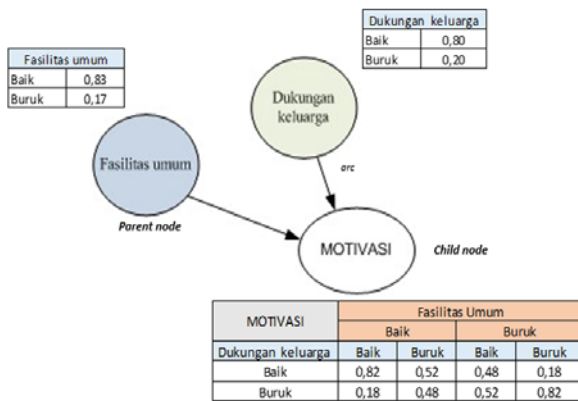 Dukungan keluarga
Baik 0,80
Buruk 0,20
Fasilitas umum
Baik 0,83
Buruk 0,17
Dukungan
keluarga
Fasilitas umum
arc
Parent node
MOTIVASI
Child node
MOTIVASI Fasilitas Umum
Baik Buruk
Dukungan keluarga Baik Buruk Baik Buruk
Baik 0,82 0,52 0,48 0,18
Buruk 0,18 0,48 0,52 0,82